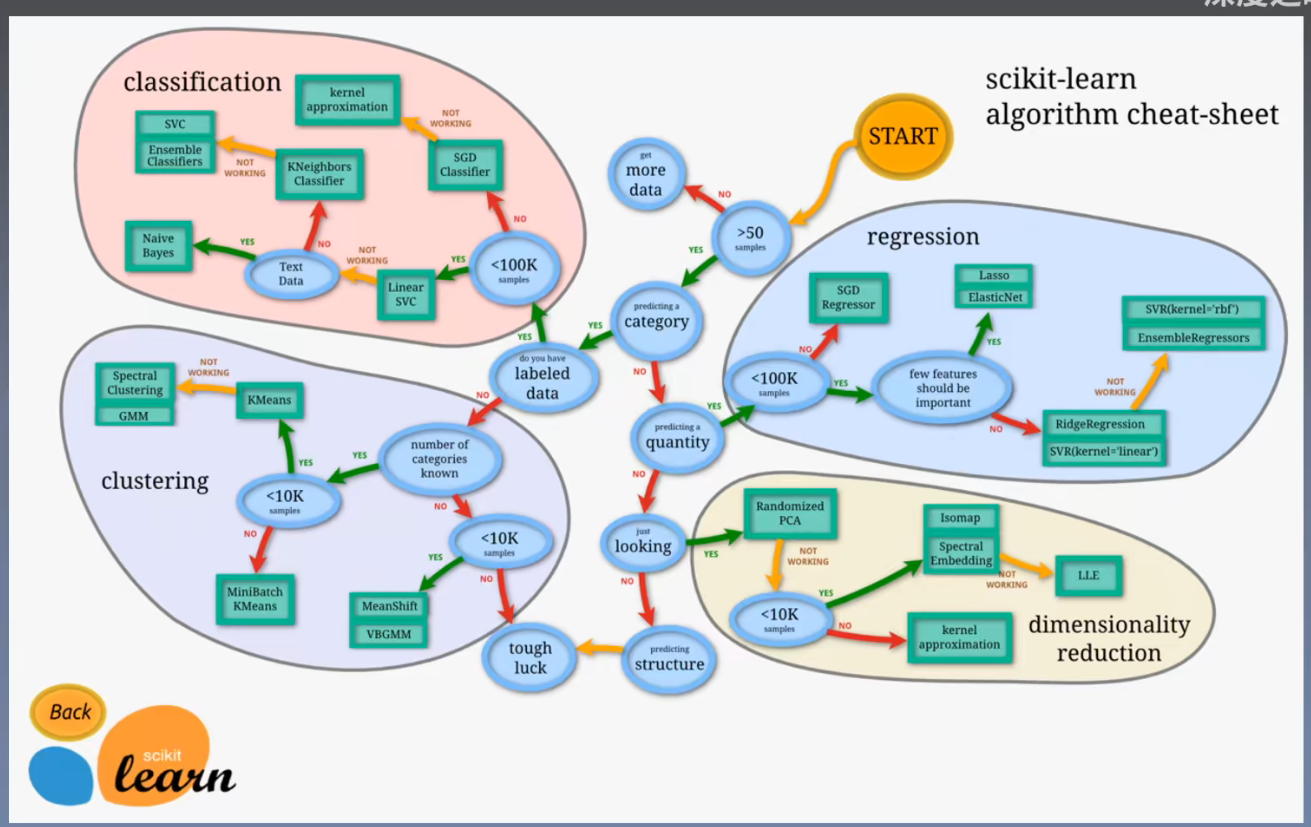 scikit-learn
algorithm cheat-sheet
START
classification
kernel
approximation
NOT
WORKING
SVC
Ensemble
Classifiers
NOT
WORKING
KNeighbors
Classifier
SGD
Classifier
NO
Naive
Bayes
YES
Text
Data
NO
NOT
WORKING
Linear
SVC
YES
<100K
samples
YES
get
more
data
NO
>50
samples
YES
predicting a
category
YES
NO
do you have
labeled
data
NO
predicting a
quantity
YES
NO
just
looking
YES
NO
predicting
structure
tough
luck
regression
SGD
Regressor
NO
<100K
samples
YES
Lasso
ElasticNet
YES
few features
should be
important
NO
SVR(kernel='rbf')
EnsembleRegressors
NOT
WORKING
RidgeRegression
SVR(kernel='linear')
clustering
Spectral
Clustering
GMM
NOT
WORKING
KMeans
YES
<10K
samples
NO
MiniBatch
KMeans
YES
number of
categories
known
NO
<10K
samples
YES
NO
MeanShift
VBGMM
Randomized
PCA
NOT
WORKING
<10K
samples
YES
NO
Isomap
Spectral
Embedding
NOT
WORKING
LLE
kernel
approximation
dimensionality
reduction
Back
scikit
learn